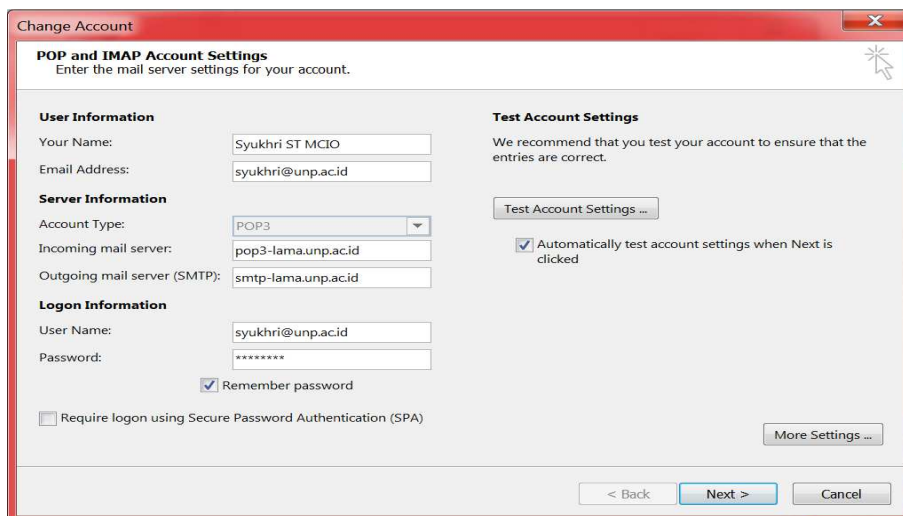 Change Account
POP and IMAP Account Settings
Enter the mail server settings for your account.
User Information
Your Name: Syukhri ST MCIO
Email Address: syukhri@unp.ac.id
Server Information
Account Type: POP3
Incoming mail server: pop3-lama.unp.ac.id
Outgoing mail server (SMTP): smtp-lama.unp.ac.id
Logon Information
User Name: syukhri@unp.ac.id
Password: ********
Remember password
Require logon using Secure Password Authentication (SPA)
Test Account Settings
We recommend that you test your account to ensure that the
entries are correct.
Test Account Settings ...
Automatically test account settings when Next is
clicked
More Settings ...
< Back
Next >
Cancel